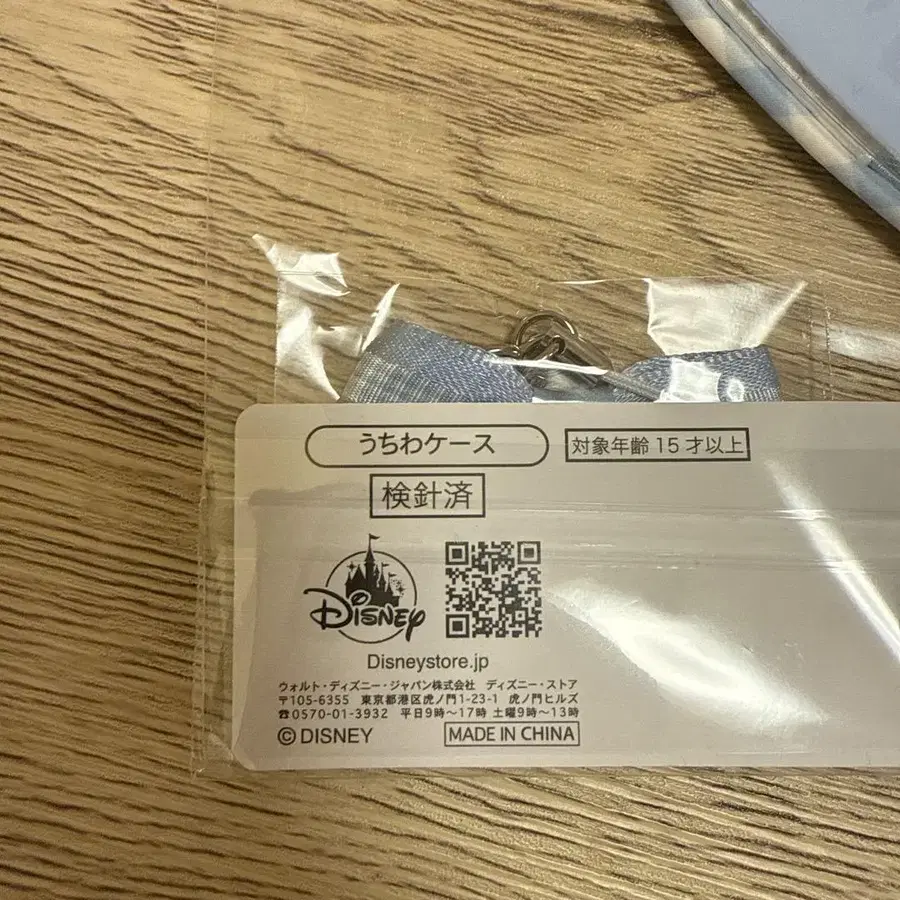 うちわケース
対象年齢 15 才以上
検針済
DISNEY
Disneystore.jp
ウォルト・ディズニー・ジャパン株式会社 ディズニー・ストア
〒105-6355 東京都港区虎ノ門1-23-1 虎ノ門ヒルズ
☎0570-01-3932 平日9時〜17時 土曜9時〜13時
©DISNEY
MADE IN CHINA